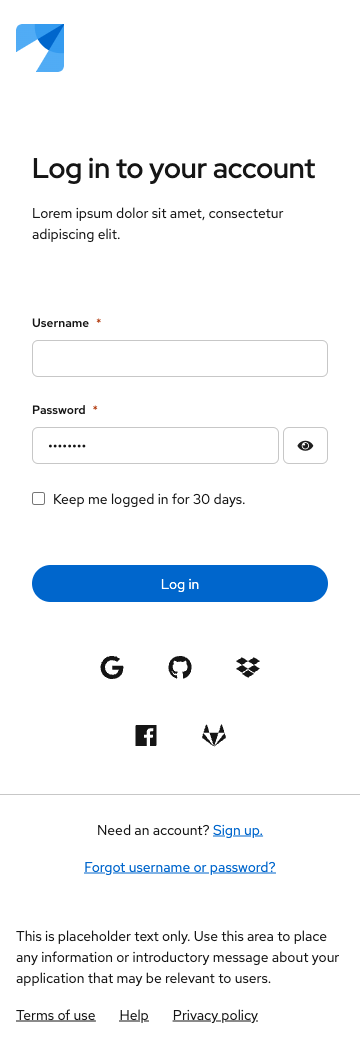 Log in to your account
Lorem ipsum dolor sit amet, consectetur
adipiscing elit.
Username *
Password *
••••••••
Keep me logged in for 30 days.
Log in
Need an account? Sign up.
Forgot username or password?
This is placeholder text only. Use this area to place
any information or introductory message about your
application that may be relevant to users.
Terms of use Help Privacy policy